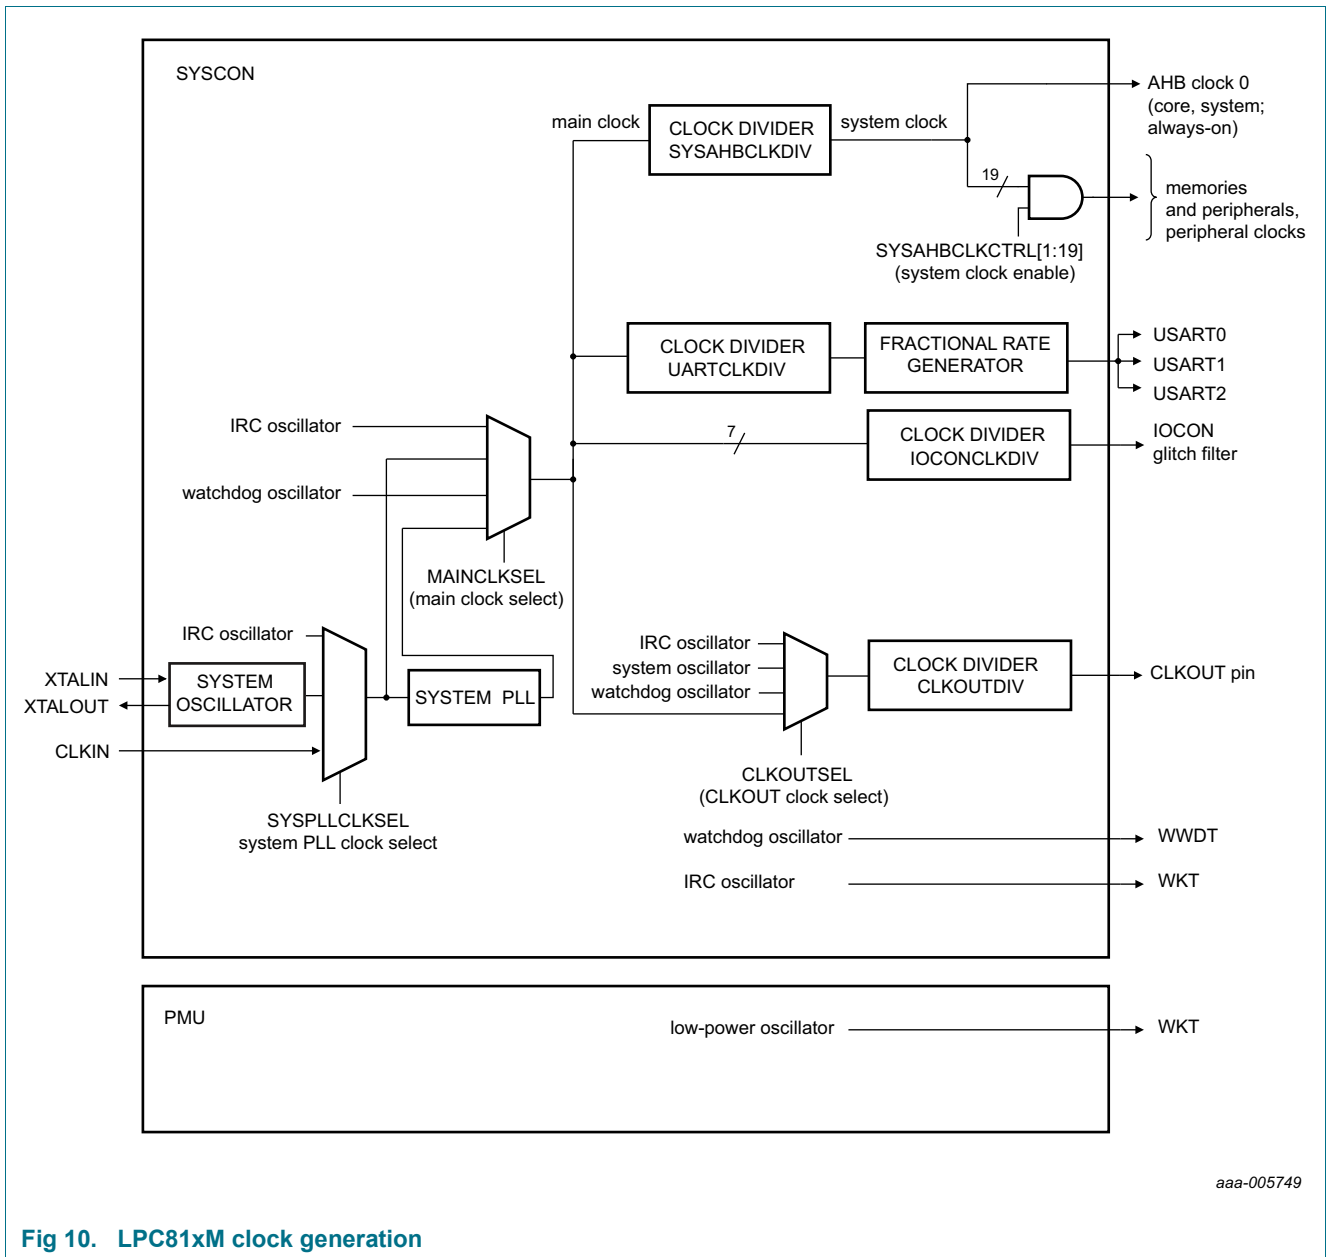 SYSCON
AHB clock 0
(core, system;
always-on)
main clock
CLOCK DIVIDER
SYSAHBCLKDIV
system clock
19
memories
and peripherals,
peripheral clocks
SYSAHBCLKCTRL[1:19]
(system clock enable)
CLOCK DIVIDER
UARTCLKDIV
FRACTIONAL RATE
GENERATOR
USART0
USART1
USART2
IRC oscillator
7
CLOCK DIVIDER
IOCONCLKDIV
IOCON
glitch filter
watchdog oscillator
MAINCLKSEL
(main clock select)
IRC oscillator
XTALIN
XTALOUT
SYSTEM
OSCILLATOR
SYSTEM PLL
CLKIN
SYSPLLCLKSEL
system PLL clock select
IRC oscillator
system oscillator
watchdog oscillator
CLOCK DIVIDER
CLKOUTDIV
CLKOUT pin
CLKOUTSEL
(CLKOUT clock select)
watchdog oscillator
WWDT
IRC oscillator
WKT
PMU
low-power oscillator
WKT
aaa-005749
Fig 10. LPC81xM clock generation